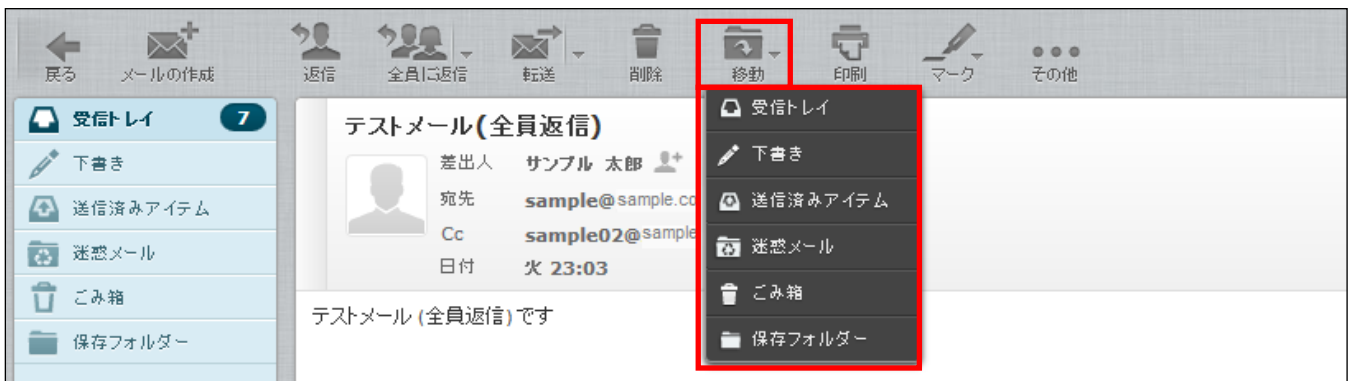 戻る メールの作成 返信 全員に返信 転送 削除 移動 印刷 マーク その他
受信トレイ 7
下書き
送信済みアイテム
迷惑メール
ごみ箱
保存フォルダー
テストメール(全員返信)
差出人 サンプル 太郎
宛先 sample@sample.co
Cc sample02@sample
日付 火 23:03
テストメール (全員返信) です
受信トレイ
下書き
送信済みアイテム
迷惑メール
ごみ箱
保存フォルダー